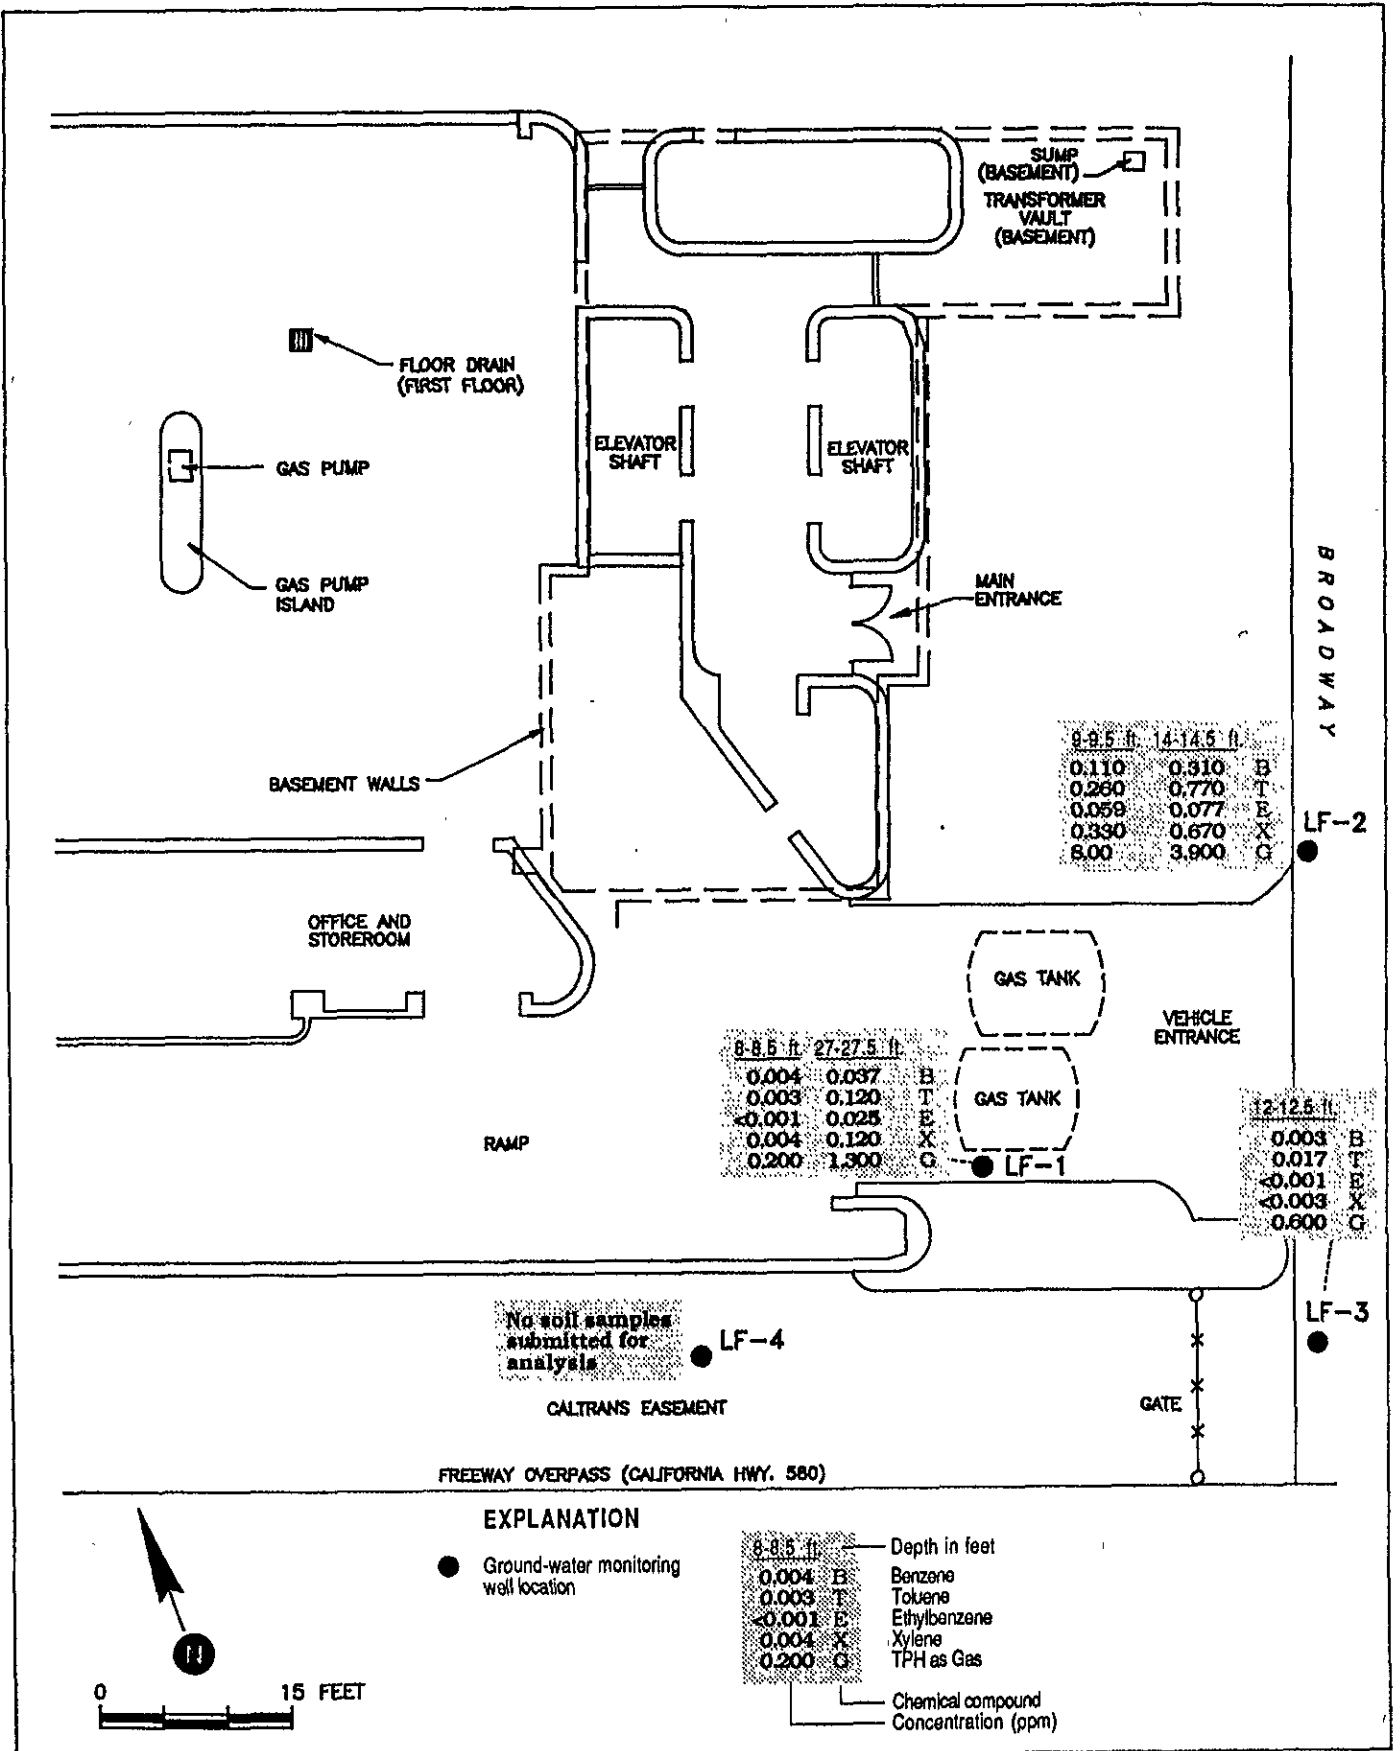 SUMP
(BASEMENT)
TRANSFORMER
VAULT
(BASEMENT)
FLOOR DRAIN
(FIRST FLOOR)
ELEVATOR
SHAFT
ELEVATOR
SHAFT
GAS PUMP
GAS PUMP
ISLAND
MAIN
ENTRANCE
BROADWAY
BASEMENT WALLS
9-9.5 ft. 14-14.5 ft.
0.110 0.310 B
0.260 0.770 T
0.059 0.077 E
0.330 0.670 X
8.00 3.900 G
LF-2
OFFICE AND
STOREROOM
GAS TANK
VEHICLE
ENTRANCE
8-8.5 ft. 27-27.5 ft.
0.004 0.037 B
0.003 0.120 T
<0.001 0.025 E
0.004 0.120 X
0.200 1.300 G
GAS TANK
LF-1
RAMP
12-12.5 ft.
0.003 B
0.017 T
<0.001 E
<0.003 X
0.600 G
LF-3
No soil samples
submitted for
analysis
LF-4
CALTRANS EASEMENT
GATE
FREEWAY OVERPASS (CALIFORNIA HWY. 580)
EXPLANATION
Ground-water monitoring
well location
8-8.5 ft. Depth in feet
0.004 B Benzene
0.003 T Toluene
<0.001 E Ethylbenzene
0.004 X Xylene
0.200 G TPH as Gas
Chemical compound
Concentration (ppm)
N
0 15 FEET